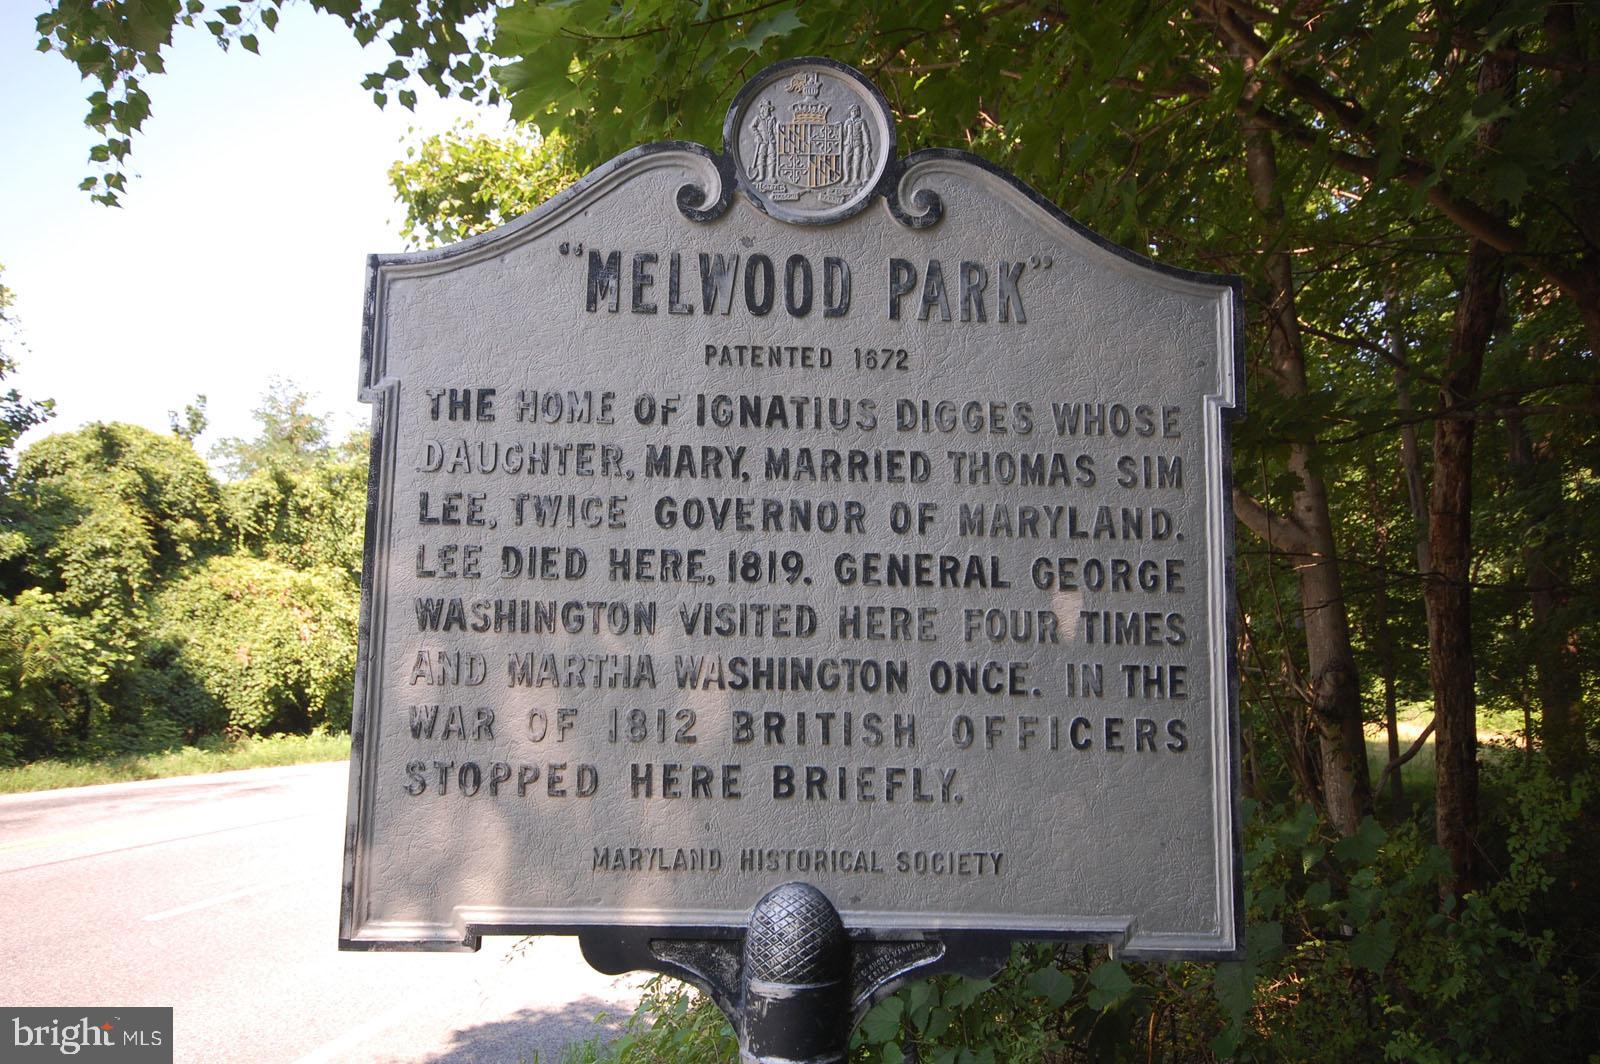 "MELWOOD PARK"
PATENTED 1672
THE HOME OF IGNATIUS DIGGES WHOSE
DAUGHTER, MARY, MARRIED THOMAS SIM
LEE, TWICE GOVERNOR OF MARYLAND.
LEE DIED HERE, 1819. GENERAL GEORGE
WASHINGTON VISITED HERE FOUR TIMES
AND MARTHA WASHINGTON ONCE. IN THE
WAR OF 1812 BRITISH OFFICERS
STOPPED HERE BRIEFLY.
MARYLAND HISTORICAL SOCIETY
bright MLS